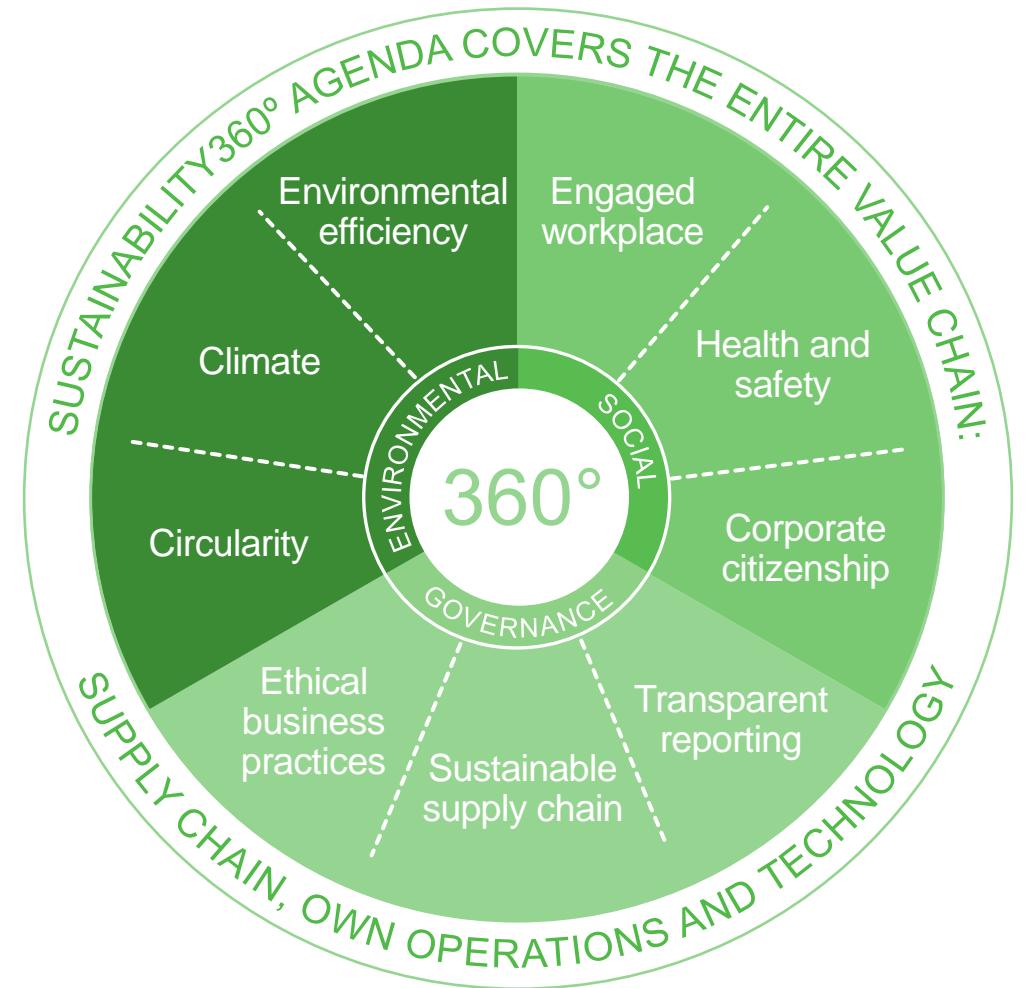 SUSTAINABILITY360º AGENDA COVERS THE ENTIRE VALUE CHAIN:
Environmental
efficiency
Engaged
workplace
Climate
Health and
safety
ENVIRONMENTAL
SOCIAL
360°
Circularity
Corporate
citizenship
GOVERNANCE
Ethical
business
practices
Sustainable
supply chain
Transparent
reporting
SUPPLY CHAIN, OWN OPERATIONS AND TECHNOLOGY